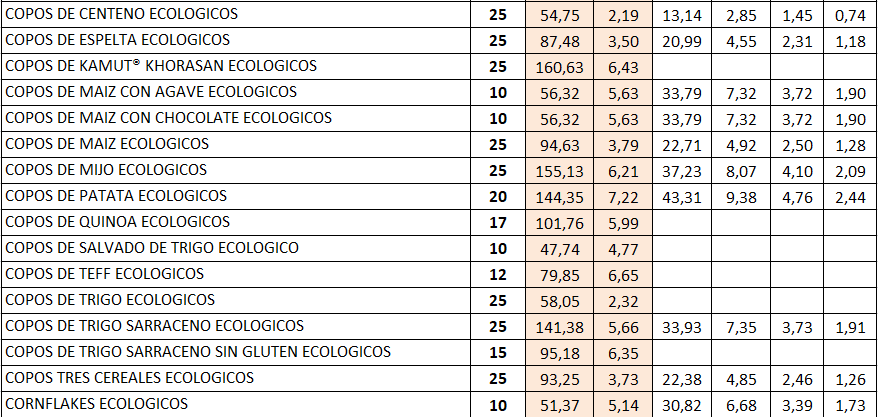 COPOS DE CENTENO ECOLOGICOS 25 54,75 2,19 13,14 2,85 1,45 0,74
COPOS DE ESPELTA ECOLOGICOS 25 87,48 3,50 20,99 4,55 2,31 1,18
COPOS DE KAMUT® KHORASAN ECOLOGICOS 25 160,63 6,43
COPOS DE MAIZ CON AGAVE ECOLOGICOS 10 56,32 5,63 33,79 7,32 3,72 1,90
COPOS DE MAIZ CON CHOCOLATE ECOLOGICOS 10 56,32 5,63 33,79 7,32 3,72 1,90
COPOS DE MAIZ ECOLOGICOS 25 94,63 3,79 22,71 4,92 2,50 1,28
COPOS DE MIJO ECOLOGICOS 25 155,13 6,21 37,23 8,07 4,10 2,09
COPOS DE PATATA ECOLOGICOS 20 144,35 7,22 43,31 9,38 4,76 2,44
COPOS DE QUINOA ECOLOGICOS 17 101,76 5,99
COPOS DE SALVADO DE TRIGO ECOLOGICO 10 47,74 4,77
COPOS DE TEFF ECOLOGICOS 12 79,85 6,65
COPOS DE TRIGO ECOLOGICOS 25 58,05 2,32
COPOS DE TRIGO SARRACENO ECOLOGICOS 25 141,38 5,66 33,93 7,35 3,73 1,91
COPOS DE TRIGO SARRACENO SIN GLUTEN ECOLOGICOS 15 95,18 6,35
COPOS TRES CEREALES ECOLOGICOS 25 93,25 3,73 22,38 4,85 2,46 1,26
CORNFLAKES ECOLOGICOS 10 51,37 5,14 30,82 6,68 3,39 1,73